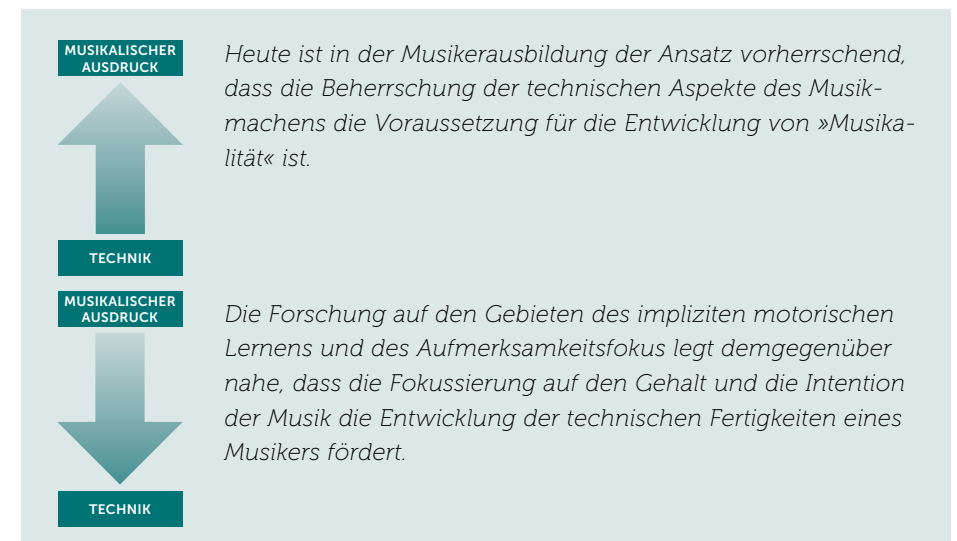 MUSIKALISCHER
AUSDRUCK
Heute ist in der Musikerausbildung der Ansatz vorherrschend,
dass die Beherrschung der technischen Aspekte des Musik-
machens die Voraussetzung für die Entwicklung von »Musika-
lität« ist.
TECHNIK
MUSIKALISCHER
AUSDRUCK
Die Forschung auf den Gebieten des impliziten motorischen
Lernens und des Aufmerksamkeitsfokus legt demgegenüber
nahe, dass die Fokussierung auf den Gehalt und die Intention
der Musik die Entwicklung der technischen Fertigkeiten eines
Musikers fördert.
TECHNIK